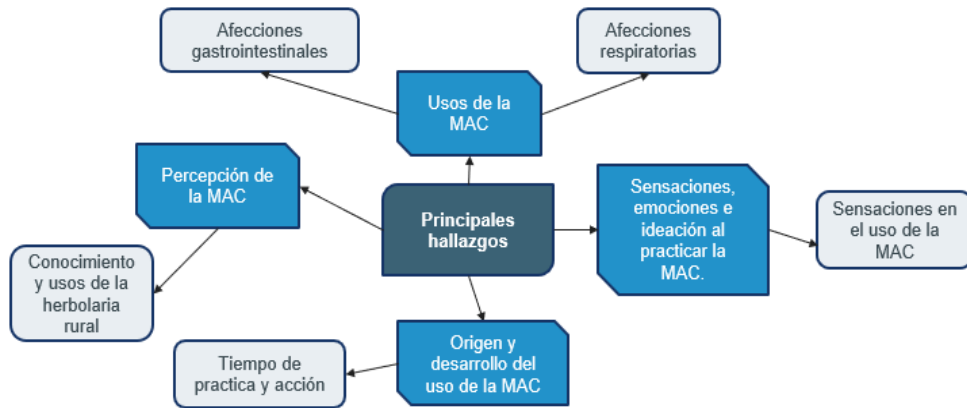 Afecciones
gastrointestinales
Afecciones
respiratorias
Usos de la
MAC
Percepción de
la MAC
Principales
hallazgos
Sensaciones,
emociones e
ideación al
practicar la
MAC.
Sensaciones en
el uso de la
MAC
Conocimiento
y usos de la
herbolaria
rural
Origen y
desarrollo del
uso de la MAC
Tiempo de
practica y acción